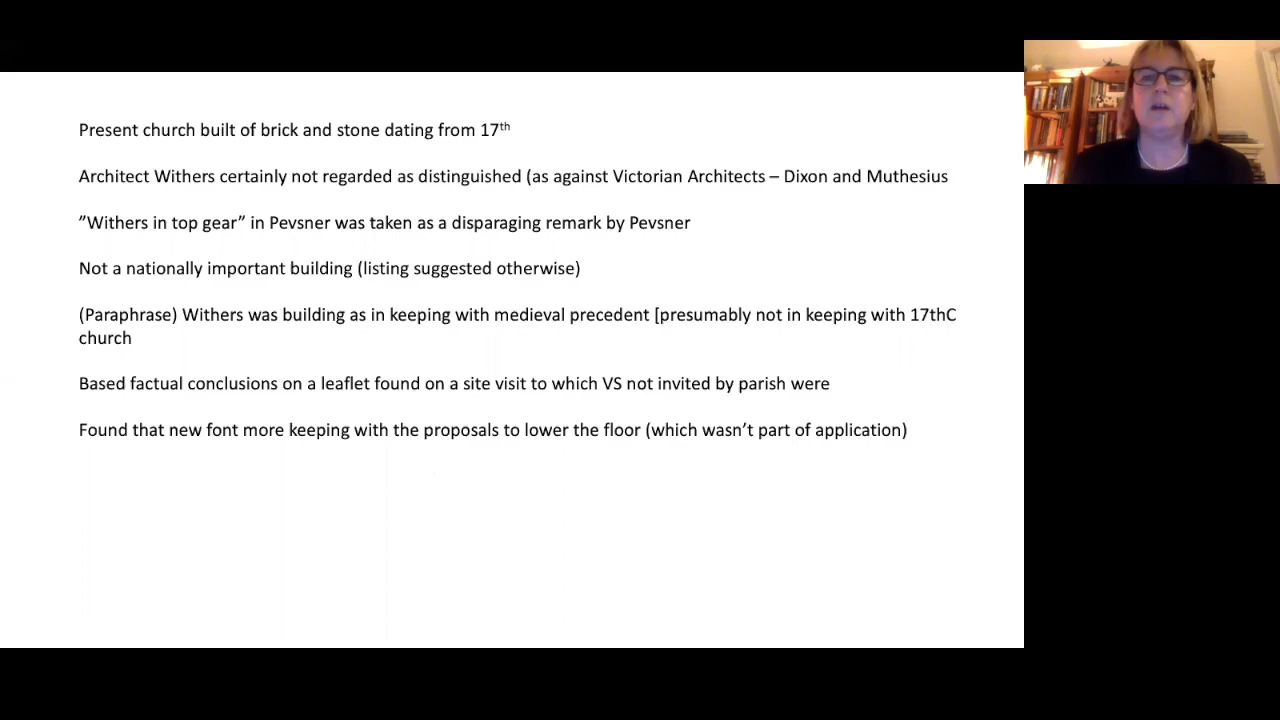 Present church built of brick and stone dating from 17th
Architect Withers certainly not regarded as distinguished (as against Victorian Architects – Dixon and Muthesius
”Withers in top gear” in Pevsner was taken as a disparaging remark by Pevsner
Not a nationally important building (listing suggested otherwise)
(Paraphrase) Withers was building as in keeping with medieval precedent [presumably not in keeping with 17thC
church
Based factual conclusions on a leaflet found on a site visit to which VS not invited by parish were
Found that new font more keeping with the proposals to lower the floor (which wasn’t part of application)